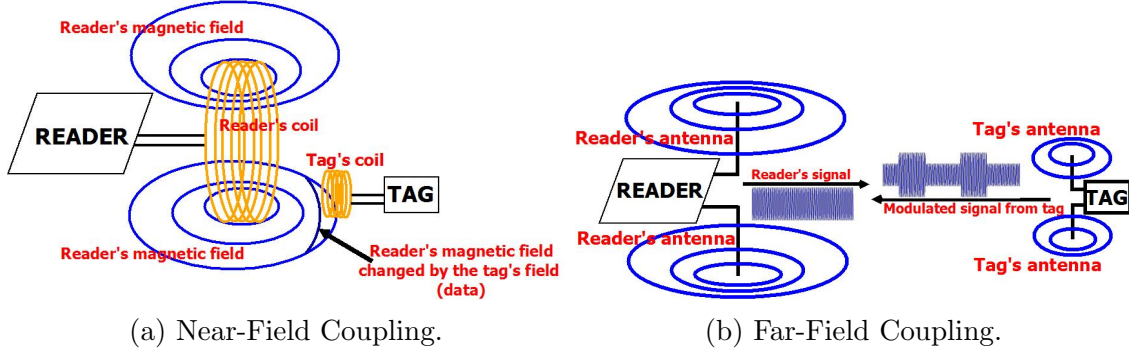 Reader's magnetic field
READER
Reader's coil
Tag's coil
TAG
Reader's magnetic field
Reader's magnetic field
changed by the tag's field
(data)
(a) Near-Field Coupling.
Reader's antenna
READER
Reader's signal
Modulated signal from tag
Tag's antenna
TAG
Reader's antenna
Tag's antenna
(b) Far-Field Coupling.